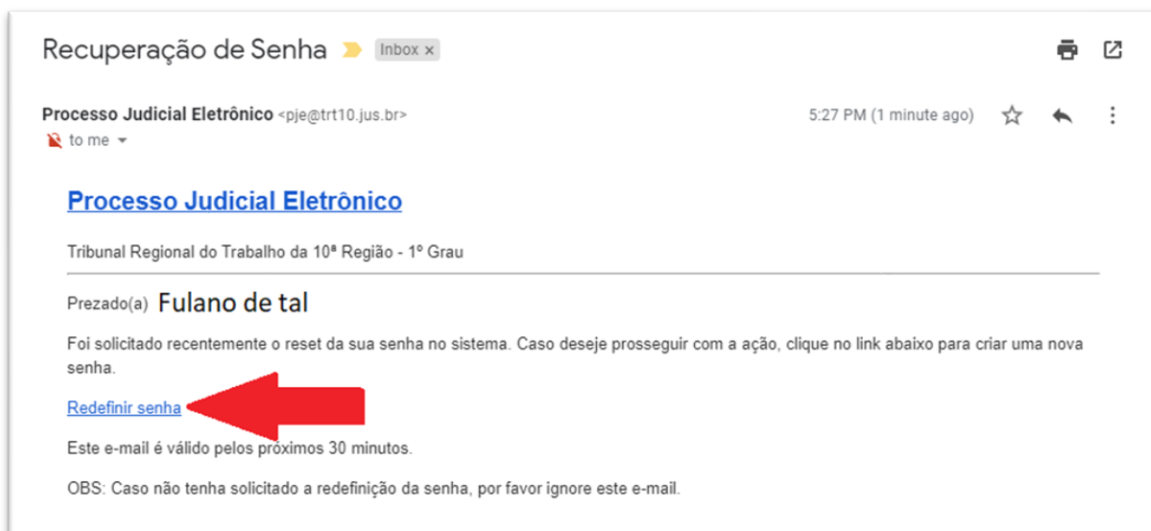 Recuperação de Senha Inbox x
Processo Judicial Eletrônico <pje@trt10.jus.br> 5:27 PM (1 minute ago)
to me
Processo Judicial Eletrônico
Tribunal Regional do Trabalho da 10ª Região - 1º Grau
Prezado(a) Fulano de tal
Foi solicitado recentemente o reset da sua senha no sistema. Caso deseje prosseguir com a ação, clique no link abaixo para criar uma nova
senha.
Redefinir senha
Este e-mail é válido pelos próximos 30 minutos.
OBS: Caso não tenha solicitado a redefinição da senha, por favor ignore este e-mail.